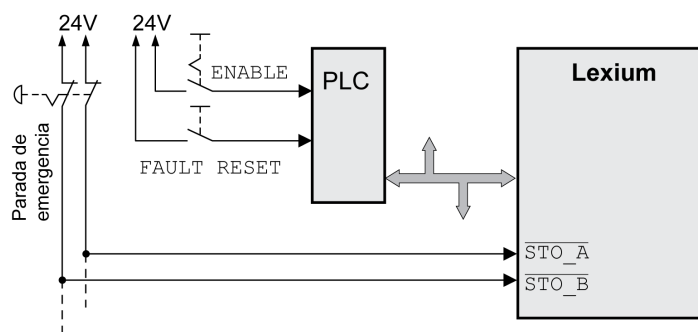 24V 24V
ENABLE
PLC
Lexium
Parada de
emergencia
FAULT RESET
STO_A
STO_B